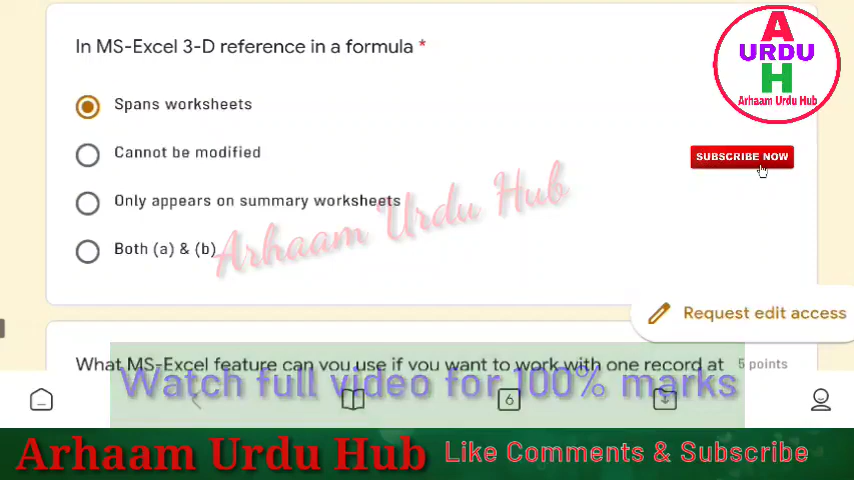 In MS-Excel 3-D reference in a formula *
A
URDU
H
Arhaam Urdu Hub
Spans worksheets
Cannot be modified
SUBSCRIBE NOW
Only appears on summary worksheets
Both (a) & (b)
Arhaam Urdu Hub
Request edit access
What MS-Excel feature can you use if you want to work with one record at
5 points
Watch full video for 100% marks
6
Arhaam Urdu Hub
Like Comments & Subscribe